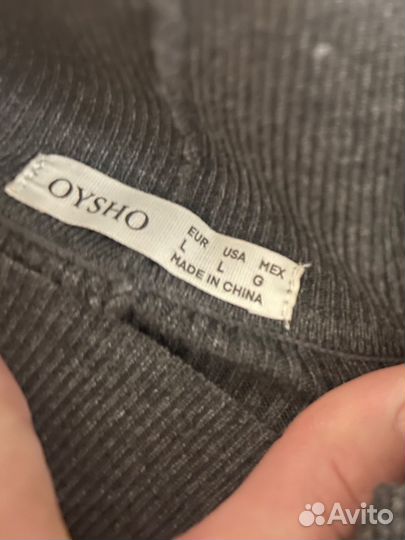 OYSHO
EUR USA MEX
L L G
MADE IN CHINA
Avito